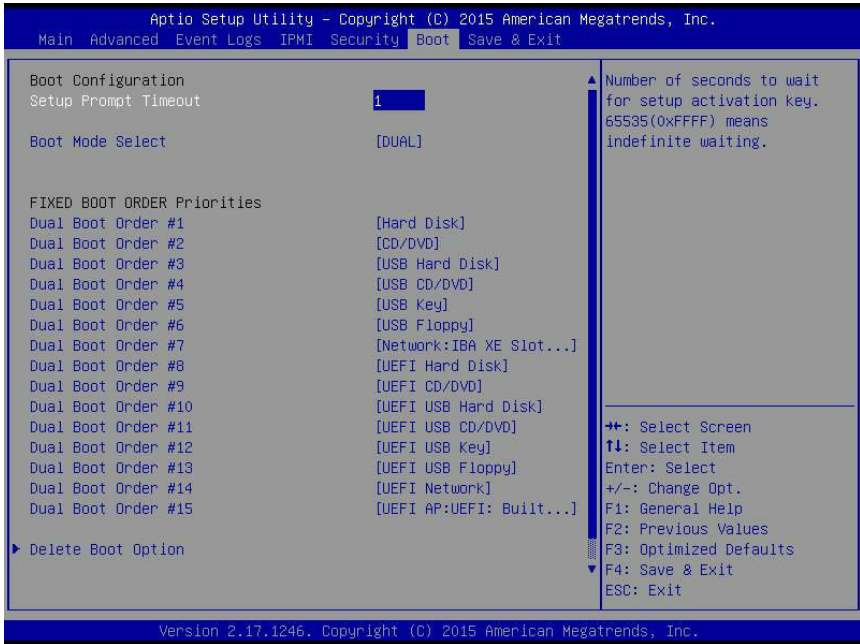 Aptio Setup Utility – Copyright (C) 2015 American Megatrends, Inc.
Main Advanced Event Logs IPMI Security Boot Save & Exit
Boot Configuration
Setup Prompt Timeout 1
Boot Mode Select [DUAL]
FIXED BOOT ORDER Priorities
Dual Boot Order #1 [Hard Disk]
Dual Boot Order #2 [CD/DVD]
Dual Boot Order #3 [USB Hard Disk]
Dual Boot Order #4 [USB CD/DVD]
Dual Boot Order #5 [USB Key]
Dual Boot Order #6 [USB Floppy]
Dual Boot Order #7 [Network:IBA XE Slot...]
Dual Boot Order #8 [UEFI Hard Disk]
Dual Boot Order #9 [UEFI CD/DVD]
Dual Boot Order #10 [UEFI USB Hard Disk]
Dual Boot Order #11 [UEFI USB CD/DVD]
Dual Boot Order #12 [UEFI USB Key]
Dual Boot Order #13 [UEFI USB Floppy]
Dual Boot Order #14 [UEFI Network]
Dual Boot Order #15 [UEFI AP:UEFI: Built...]
Delete Boot Option
Number of seconds to wait
for setup activation key.
65535(0xFFFF) means
indefinite waiting.
→←: Select Screen
↑↓: Select Item
Enter: Select
+/-: Change Opt.
F1: General Help
F2: Previous Values
F3: Optimized Defaults
F4: Save & Exit
ESC: Exit
Version 2.17.1246. Copyright (C) 2015 American Megatrends, Inc.